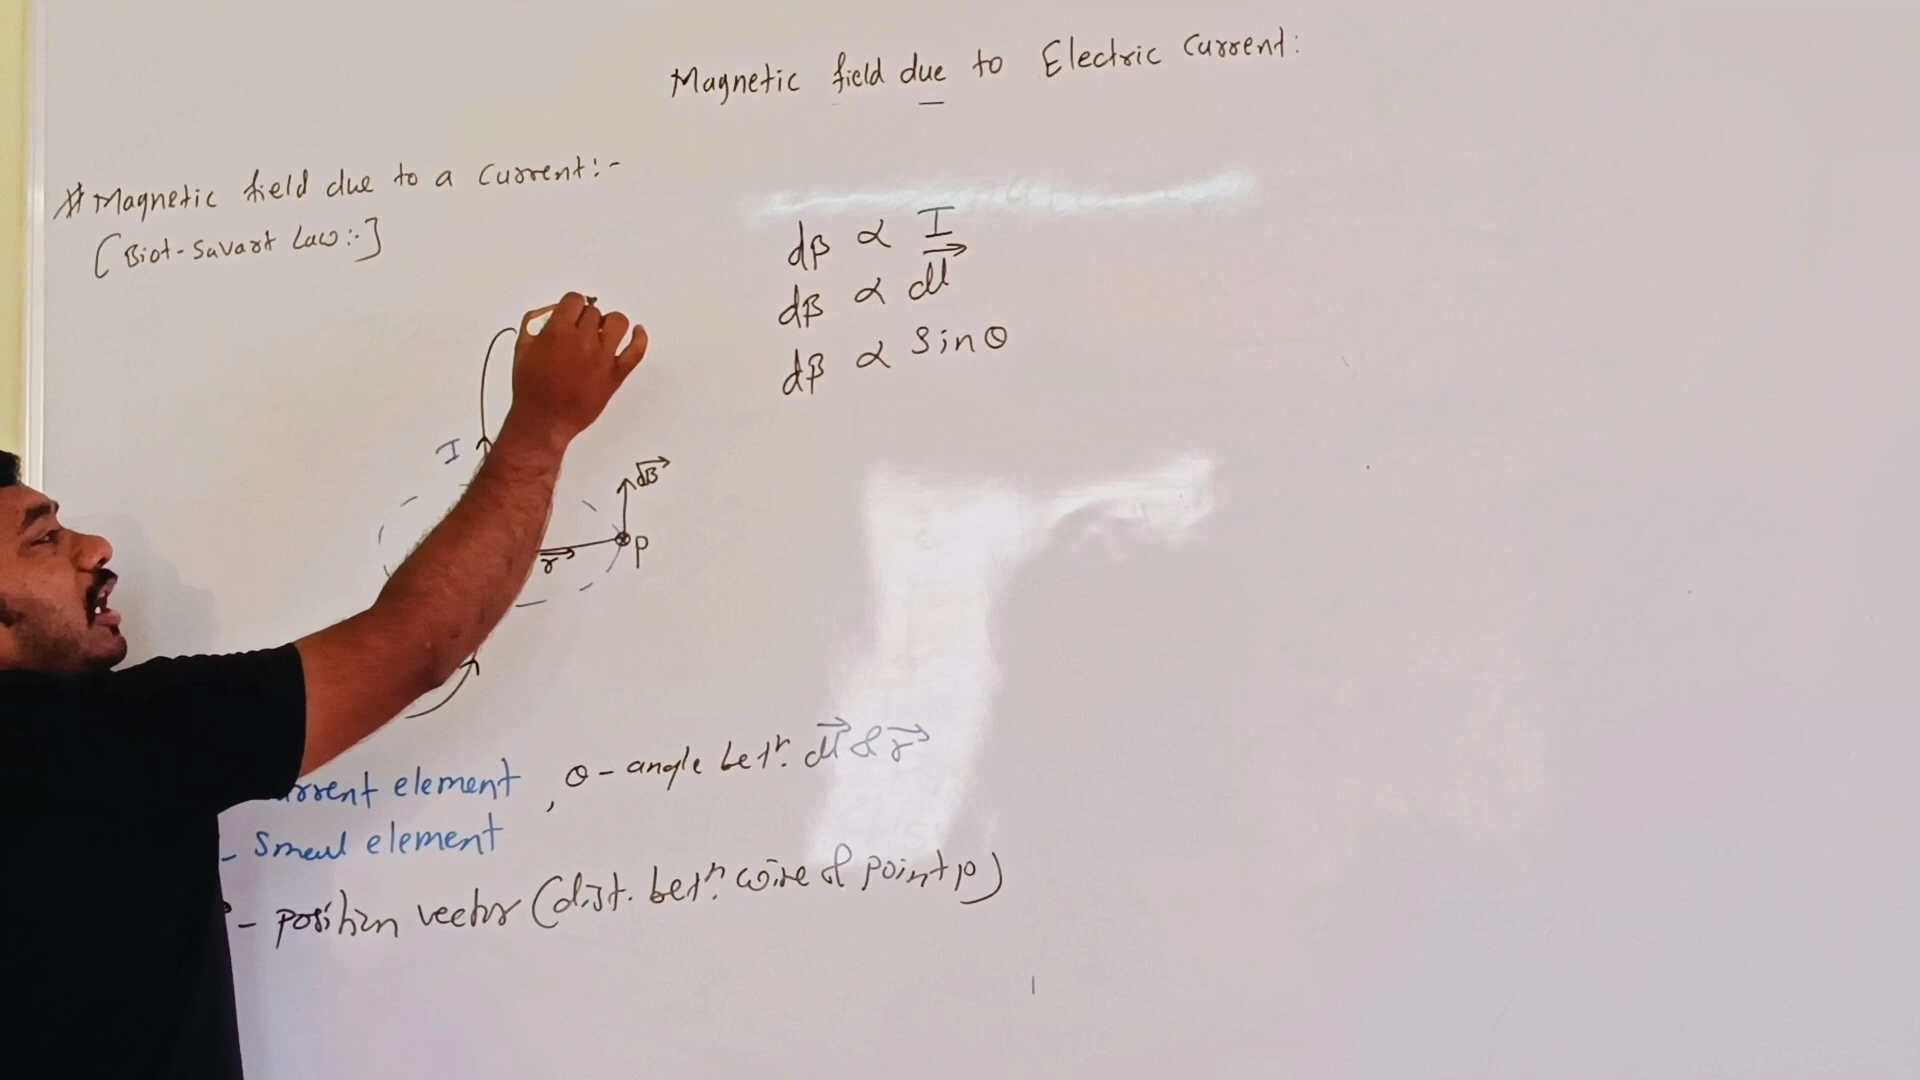 Magnetic field due to Electric Current:
# Magnetic field due to a current:-
[Biot-Savart Law:-]
dB ∝ I
dB ∝ dl⃗
dB ∝ Sinθ
I
dB⃗
r⃗
P
element , θ - angle betⁿ. dl⃗ & r⃗
- Small element
- position vector (dist. betⁿ. wire & point p)